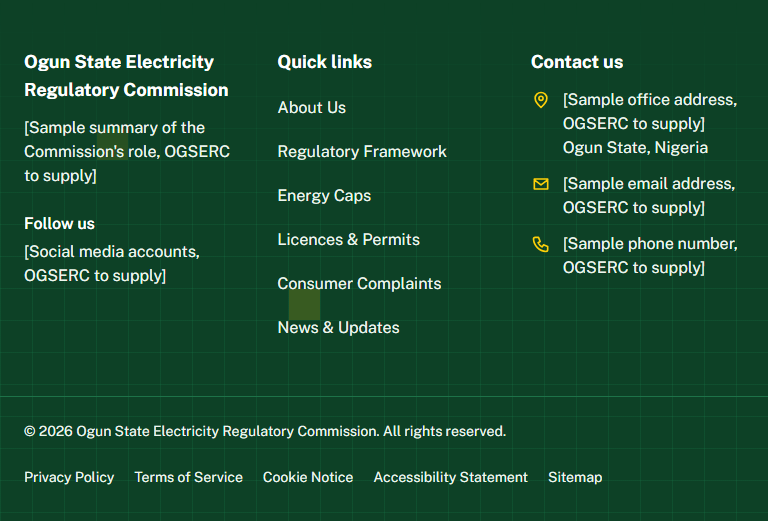 Ogun State Electricity
Regulatory Commission
[Sample summary of the
Commission's role, OGSERC
to supply]
Follow us
[Social media accounts,
OGSERC to supply]
Quick links
About Us
Regulatory Framework
Energy Caps
Licences & Permits
Consumer Complaints
News & Updates
Contact us
[Sample office address,
OGSERC to supply]
Ogun State, Nigeria
[Sample email address,
OGSERC to supply]
[Sample phone number,
OGSERC to supply]
© 2026 Ogun State Electricity Regulatory Commission. All rights reserved.
Privacy Policy Terms of Service Cookie Notice Accessibility Statement Sitemap